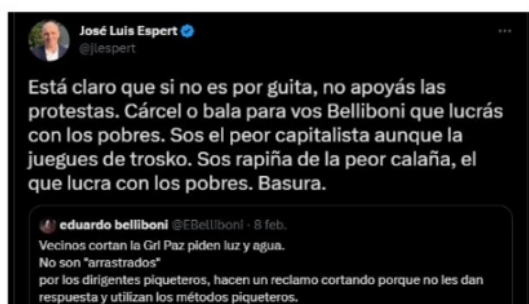 José Luis Espert
@jlespert
Está claro que si no es por guita, no apoyás las
protestas. Cárcel o bala para vos Belliboni que lucrás
con los pobres. Sos el peor capitalista aunque la
juegues de trosko. Sos rapiña de la peor calaña, el
que lucra con los pobres. Basura.
eduardo belliboni @EBelliboni · 8 feb.
Vecinos cortan la Grl Paz piden luz y agua.
No son "arrastrados"
por los dirigentes piqueteros, hacen un reclamo cortando porque no les dan
respuesta y utilizan los métodos piqueteros.